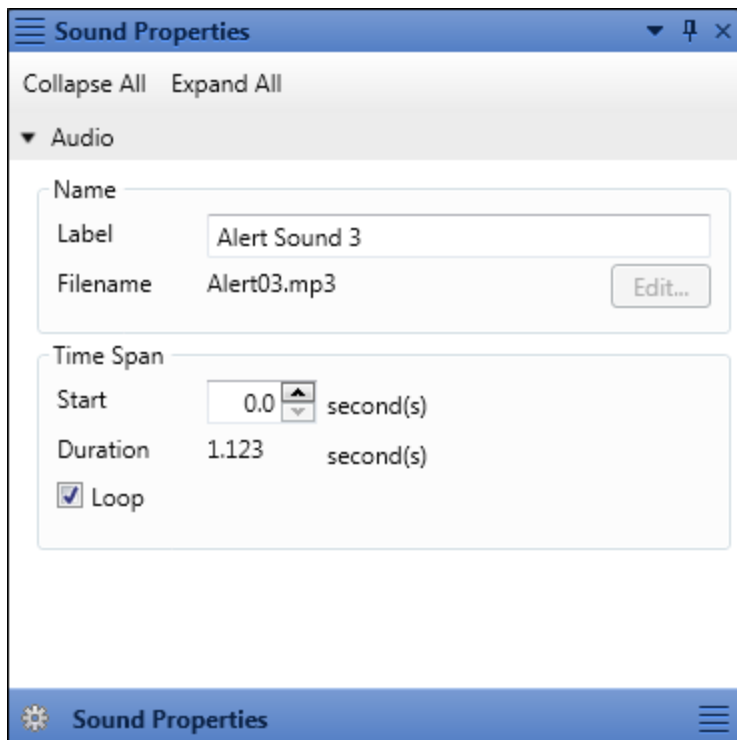 Sound Properties
Collapse All Expand All
Audio
Name
Label Alert Sound 3
Filename Alert03.mp3 Edit...
Time Span
Start 0.0 second(s)
Duration 1.123 second(s)
Loop
Sound Properties